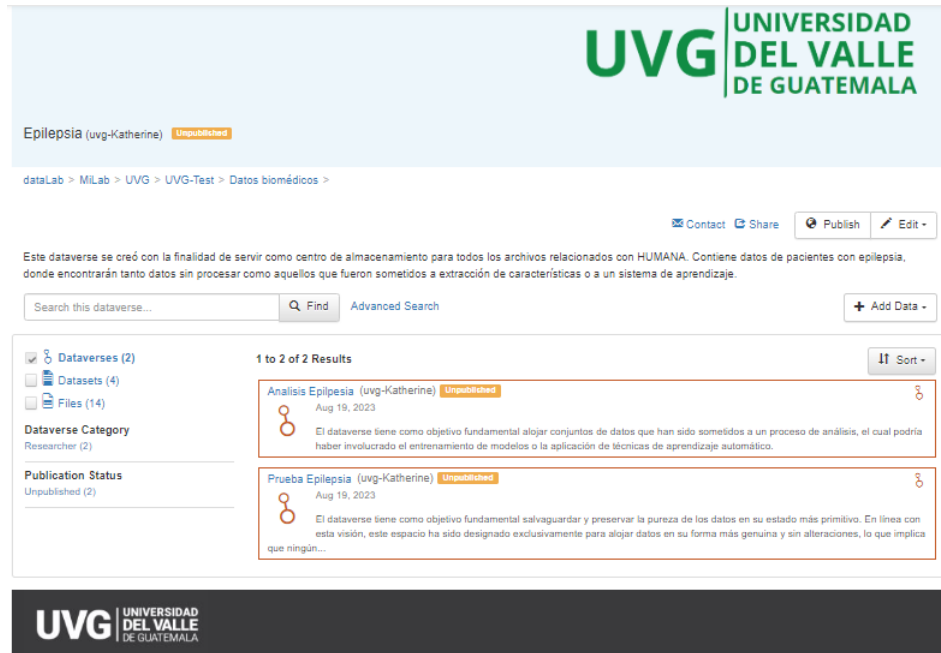 UVG UNIVERSIDAD
DEL VALLE
DE GUATEMALA
Epilepsia (uvg-Katherine) Unpublished
dataLab > MiLab > UVG > UVG-Test > Datos biomédicos >
Contact Share Publish Edit
Este dataverse se creó con la finalidad de servir como centro de almacenamiento para todos los archivos relacionados con HUMANA. Contiene datos de pacientes con epilepsia,
donde encontrarán tanto datos sin procesar como aquellos que fueron sometidos a extracción de características o a un sistema de aprendizaje.
Search this dataverse... Find Advanced Search + Add Data
Dataverses (2)
Datasets (4)
Files (14)
Dataverse Category
Researcher (2)
Publication Status
Unpublished (2)
1 to 2 of 2 Results Sort
Analisis Epilpesia (uvg-Katherine) Unpublished
Aug 19, 2023
El dataverse tiene como objetivo fundamental alojar conjuntos de datos que han sido sometidos a un proceso de análisis, el cual podría
haber involucrado el entrenamiento de modelos o la aplicación de técnicas de aprendizaje automático.
Prueba Epilepsia (uvg-Katherine) Unpublished
Aug 19, 2023
El dataverse tiene como objetivo fundamental salvaguardar y preservar la pureza de los datos en su estado más primitivo. En línea con
esta visión, este espacio ha sido designado exclusivamente para alojar datos en su forma más genuina y sin alteraciones, lo que implica
que ningún...
UVG UNIVERSIDAD
DEL VALLE
DE GUATEMALA